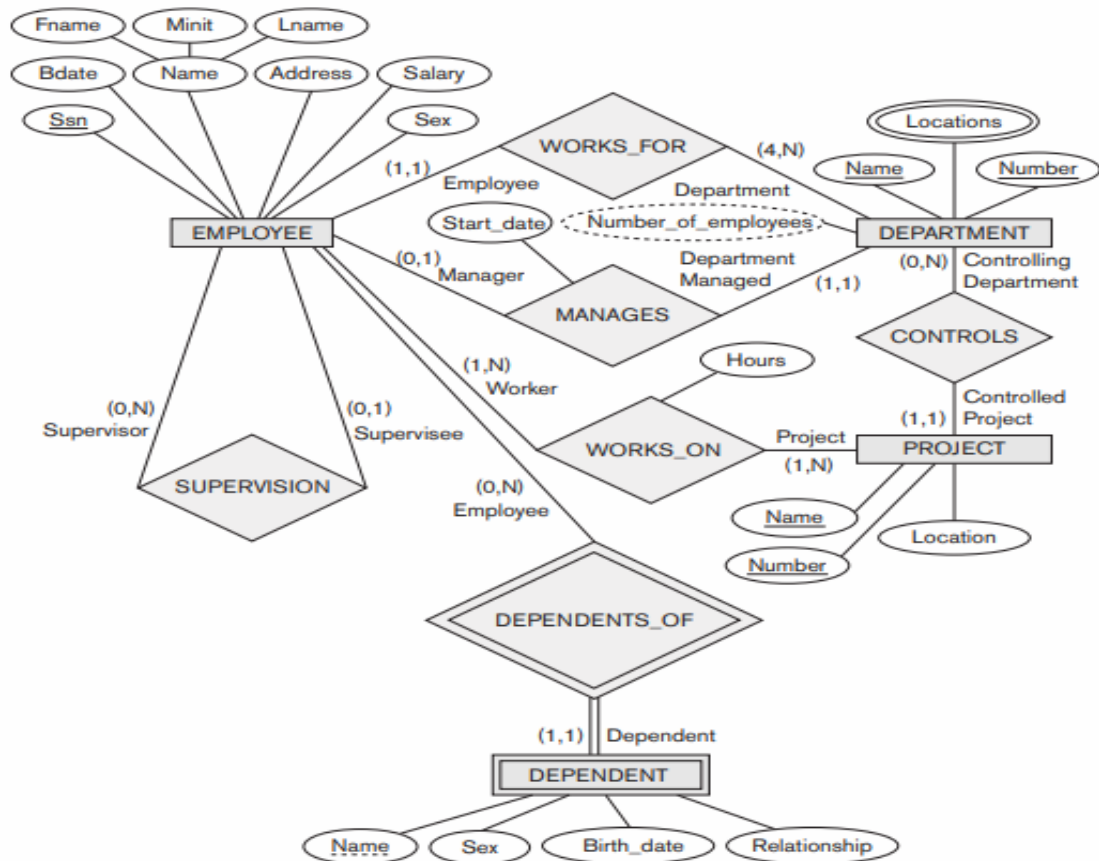 Fname
Minit
Lname
Bdate
Name
Address
Salary
Ssn
Sex
WORKS_FOR
Locations
(1,1)
Employee
(4,N)
Department
Name
Number
Start_date
Number_of_employees
EMPLOYEE
DEPARTMENT
(0,1)
Manager
Department
Managed
(1,1)
(0,N)
Controlling
Department
MANAGES
CONTROLS
Hours
(1,N)
Worker
(0,N)
Supervisor
(0,1)
Supervisee
Controlled
Project
(1,1)
WORKS_ON
Project
(1,N)
PROJECT
SUPERVISION
(0,N)
Employee
Name
Location
Number
DEPENDENTS_OF
(1,1)
Dependent
DEPENDENT
Name
Sex
Birth_date
Relationship